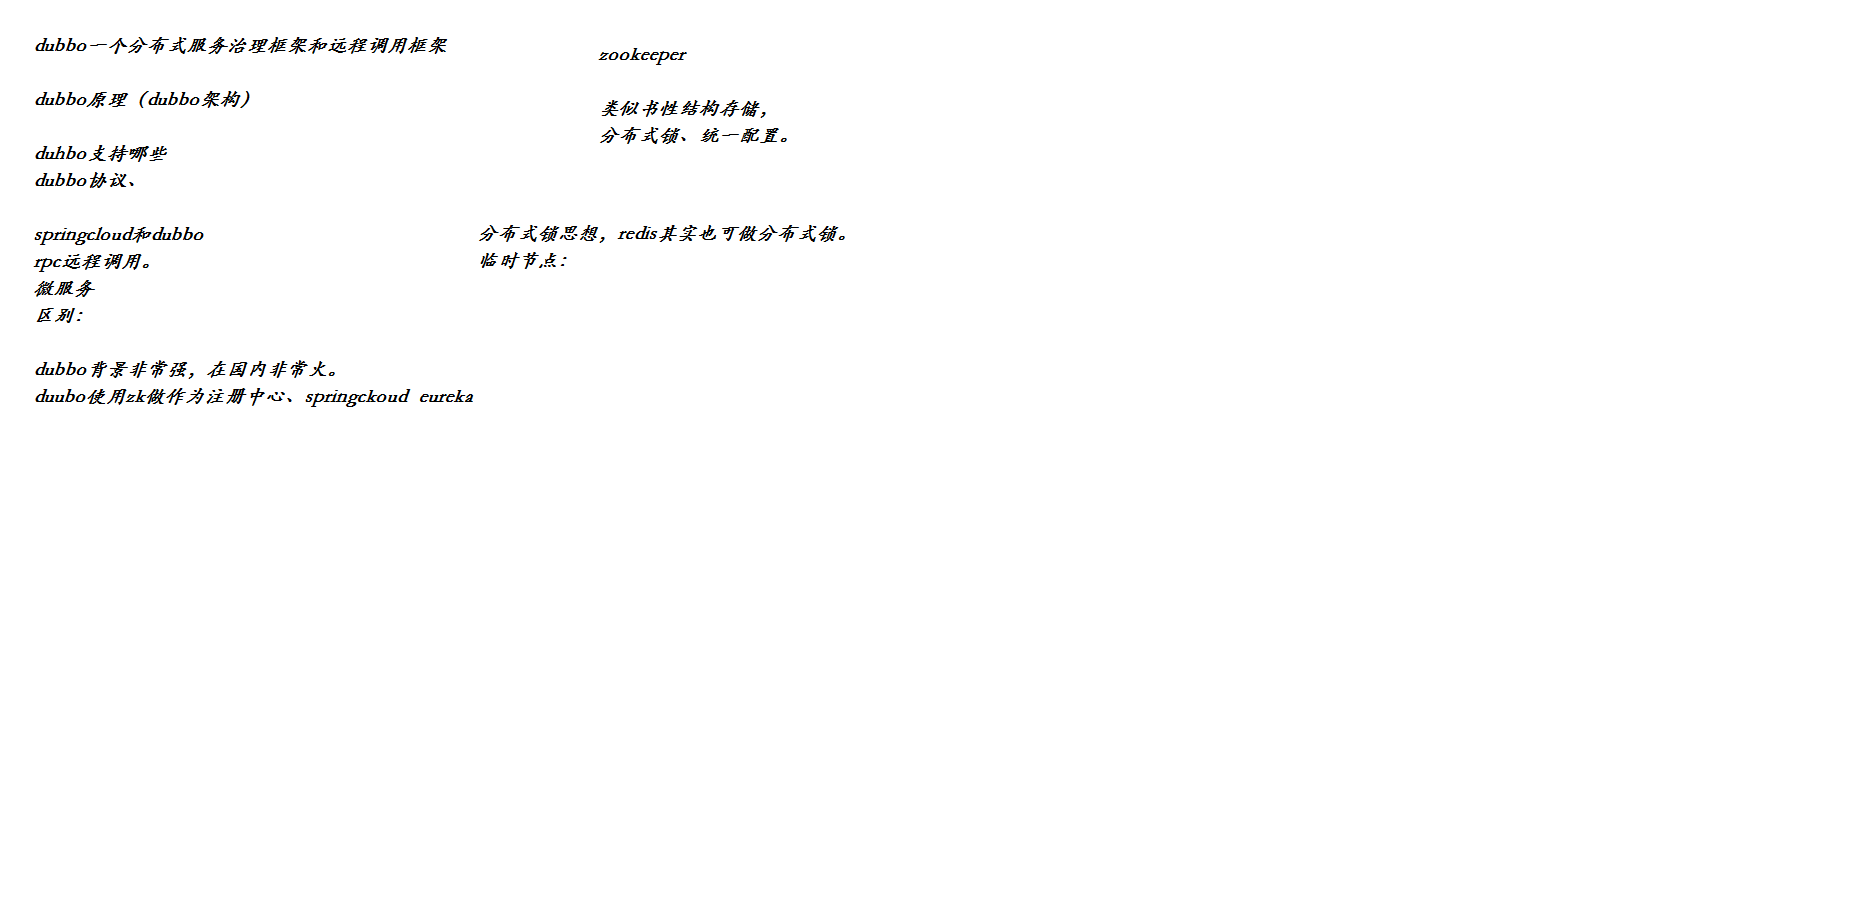 dubbo一个分布式服务治理框架和远程调用框架
dubbo原理（dubbo架构）
duhbo支持哪些
dubbo协议、
springcloud和dubbo
rpc远程调用。
微服务
区别：
dubbo背景非常强，在国内非常火。
duubo使用zk做作为注册中心、springckoud  eureka
zookeeper
类似书性结构存储，
分布式锁、统一配置。
分布式锁思想，redis其实也可做分布式锁。
临时节点：